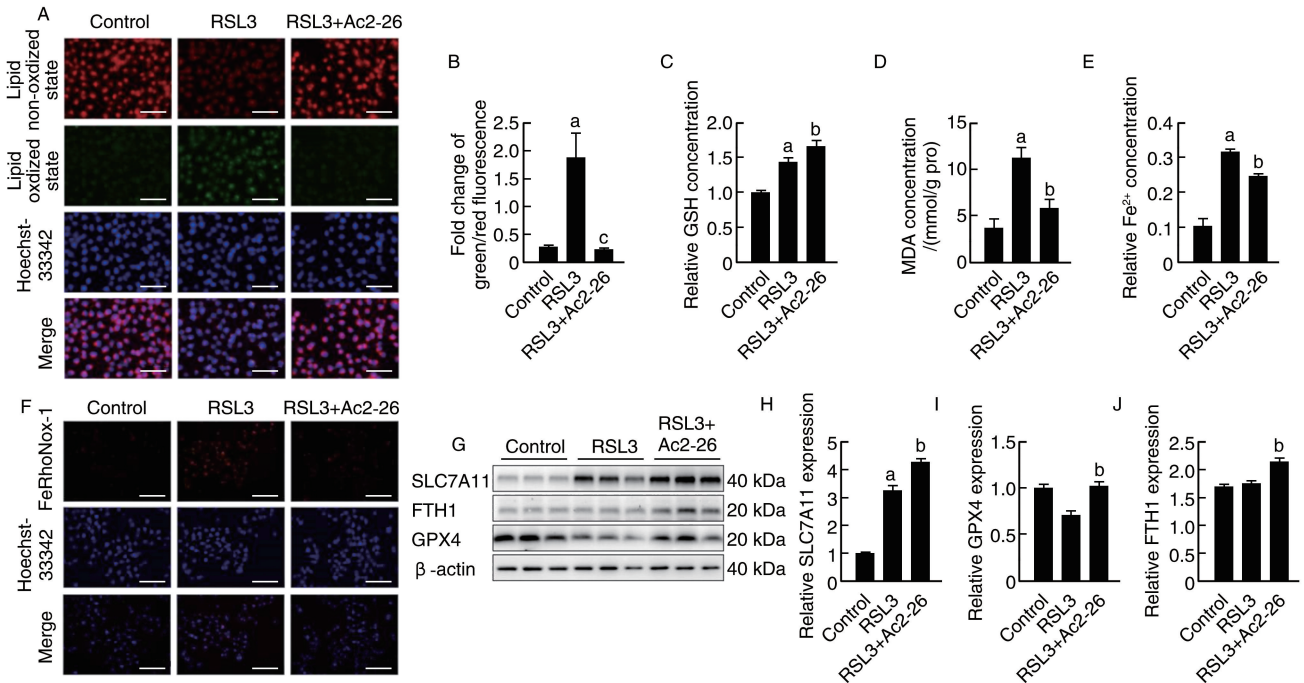 A
Control RSL3 RSL3+Ac2-26
Lipid
non-oxdized
state
Lipid
oxdized
state
Hoechst-
33342
Merge
B
Fold change of
green/red fluorescence
2.5
2.0
1.5
1.0
0.5
0
a
c
Control
RSL3
RSL3+Ac2-26
C
Relative GSH concentration
2.0
1.5
1.0
0.5
0
a
b
Control
RSL3
RSL3+Ac2-26
D
MDA concentration
/(mmol/g pro)
15
10
5
0
a
b
Control
RSL3
RSL3+Ac2-26
E
Relative Fe²⁺ concentration
0.4
0.3
0.2
0.1
0
a
b
Control
RSL3
RSL3+Ac2-26
F
Control RSL3 RSL3+Ac2-26
FeRhoNox-1
Hoechst-
33342
Merge
G
Control RSL3 RSL3+
Ac2-26
SLC7A11 40 kDa
FTH1 20 kDa
GPX4 20 kDa
β-actin 40 kDa
H
Relative SLC7A11 expression
5
4
3
2
1
0
a
b
Control
RSL3
RSL3+Ac2-26
I
Relative GPX4 expression
1.5
1.0
0.5
0
b
Control
RSL3
RSL3+Ac2-26
J
Relative FTH1 expression
2.5
2.0
1.5
1.0
0.5
0
b
Control
RSL3
RSL3+Ac2-26